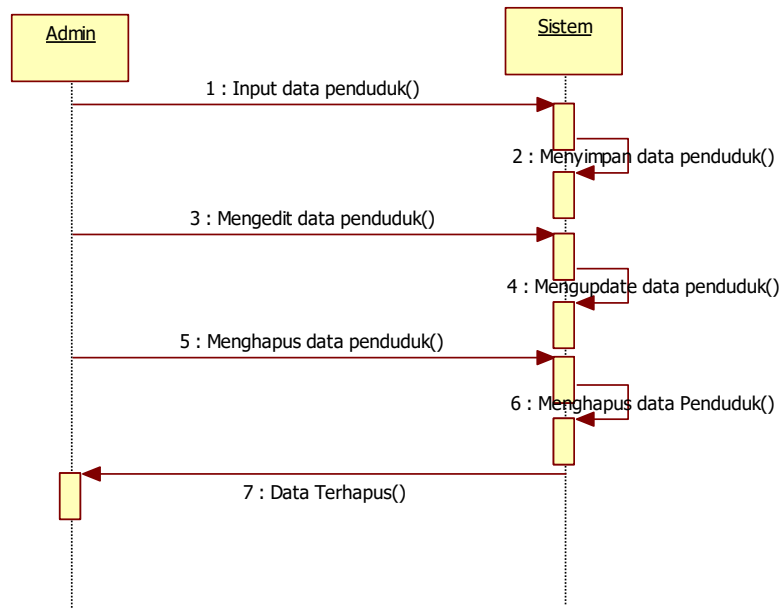 Admin
Sistem
1 : Input data penduduk()
2 : Menyimpan data penduduk()
3 : Mengedit data penduduk()
4 : Mengupdate data penduduk()
5 : Menghapus data penduduk()
6 : Menghapus data Penduduk()
7 : Data Terhapus()